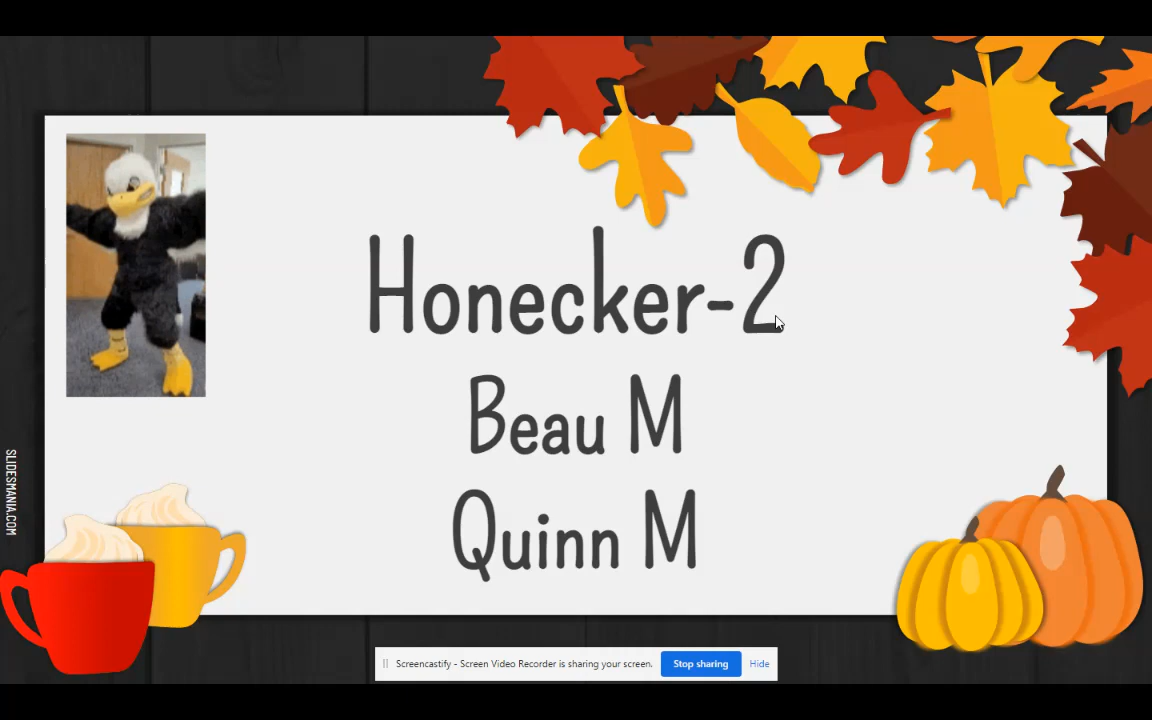 Honecker-2
Beau M
Quinn M
SLIDESMANIA.COM
Screencastify - Screen Video Recorder is sharing your screen. Stop sharing Hide